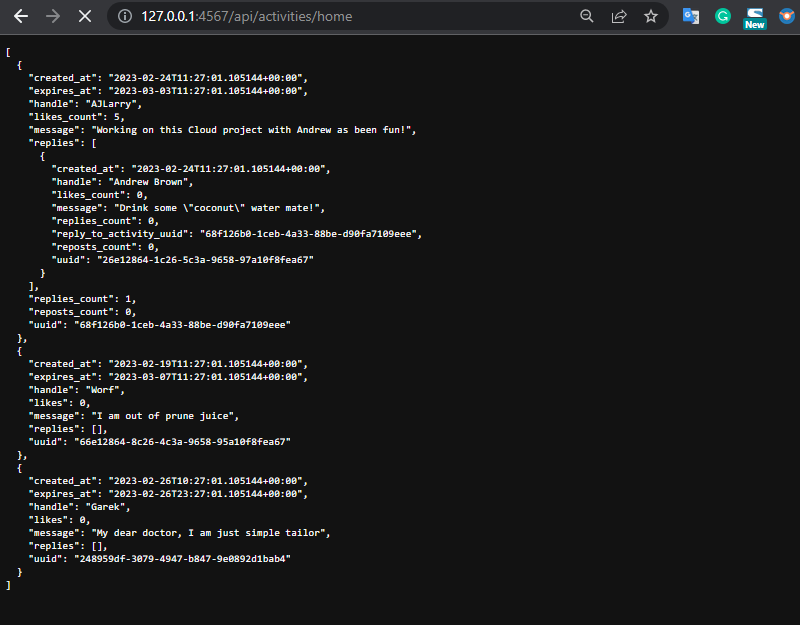 127.0.0.1:4567/api/activities/home
New
[
  {
    "created_at": "2023-02-24T11:27:01.105144+00:00",
    "expires_at": "2023-03-03T11:27:01.105144+00:00",
    "handle": "AJLarry",
    "likes_count": 5,
    "message": "Working on this Cloud project with Andrew as been fun!",
    "replies": [
      {
        "created_at": "2023-02-24T11:27:01.105144+00:00",
        "handle": "Andrew Brown",
        "likes_count": 0,
        "message": "Drink some \"coconut\" water mate!",
        "replies_count": 0,
        "reply_to_activity_uuid": "68f126b0-1ceb-4a33-88be-d90fa7109eee",
        "reposts_count": 0,
        "uuid": "26e12864-1c26-5c3a-9658-97a10f8fea67"
      }
    ],
    "replies_count": 1,
    "reposts_count": 0,
    "uuid": "68f126b0-1ceb-4a33-88be-d90fa7109eee"
  },
  {
    "created_at": "2023-02-19T11:27:01.105144+00:00",
    "expires_at": "2023-03-07T11:27:01.105144+00:00",
    "handle": "Worf",
    "likes": 0,
    "message": "I am out of prune juice",
    "replies": [],
    "uuid": "66e12864-8c26-4c3a-9658-95a10f8fea67"
  },
  {
    "created_at": "2023-02-26T10:27:01.105144+00:00",
    "expires_at": "2023-02-26T23:27:01.105144+00:00",
    "handle": "Garek",
    "likes": 0,
    "message": "My dear doctor, I am just simple tailor",
    "replies": [],
    "uuid": "248959df-3079-4947-b847-9e0892d1bab4"
  }
]